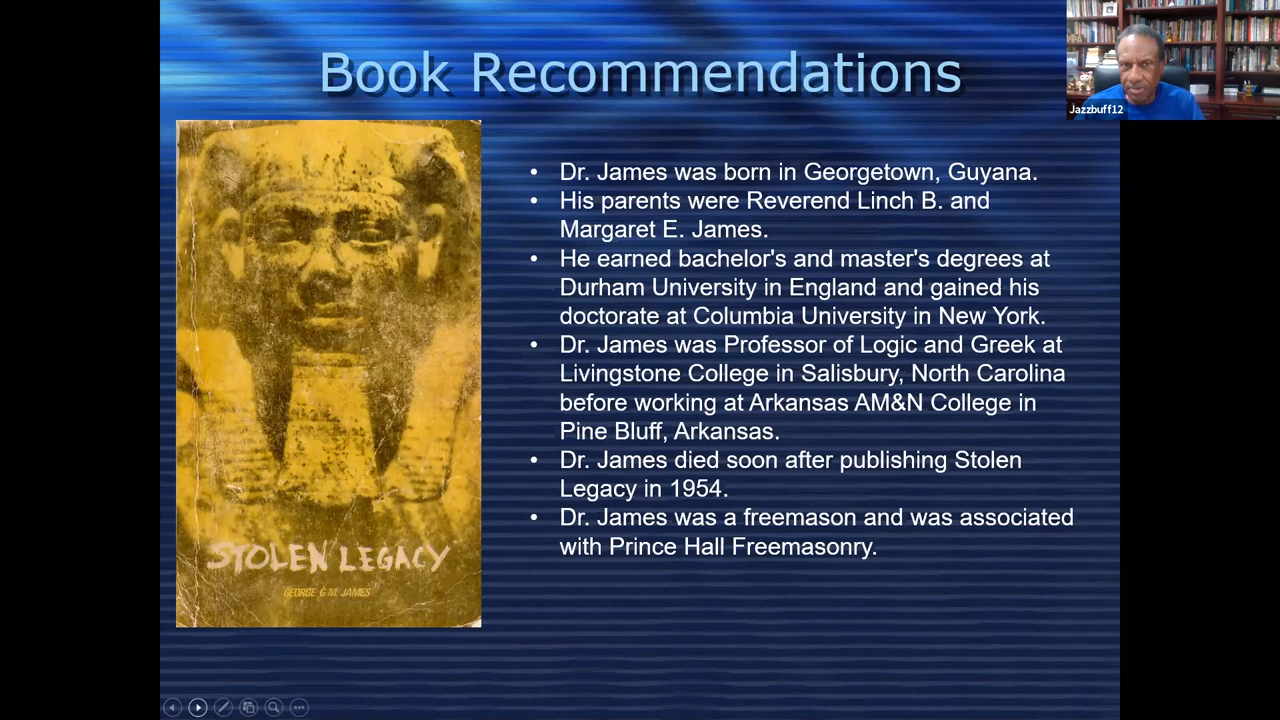 Book Recommendations
Jazzbuff12
• Dr. James was born in Georgetown, Guyana.
• His parents were Reverend Linch B. and
Margaret E. James.
• He earned bachelor's and master's degrees at
Durham University in England and gained his
doctorate at Columbia University in New York.
• Dr. James was Professor of Logic and Greek at
Livingstone College in Salisbury, North Carolina
before working at Arkansas AM&N College in
Pine Bluff, Arkansas.
• Dr. James died soon after publishing Stolen
Legacy in 1954.
• Dr. James was a freemason and was associated
with Prince Hall Freemasonry.
STOLEN LEGACY
GEORGE G M. JAMES